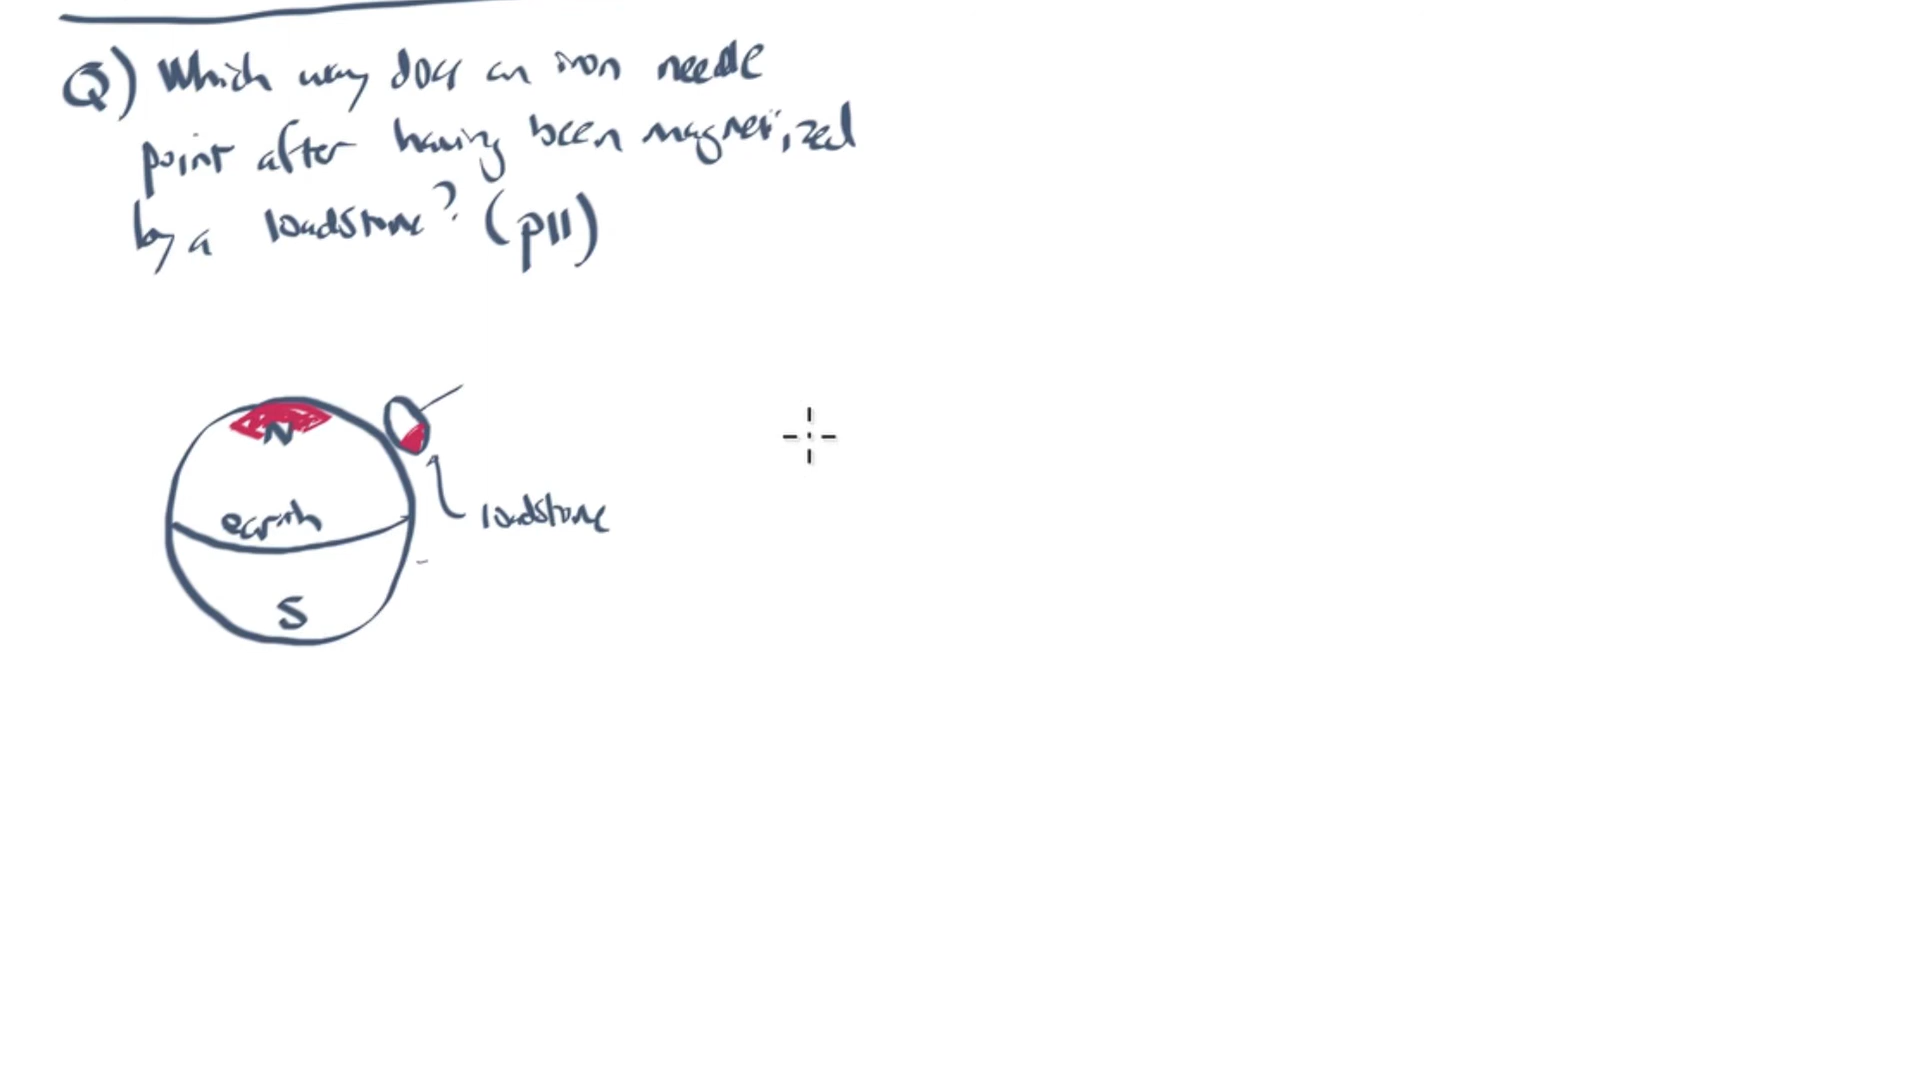 Q) Which way does an iron needle
point after having been magnetized
by a loadstone? (p11)
N
earth
loadstone
S